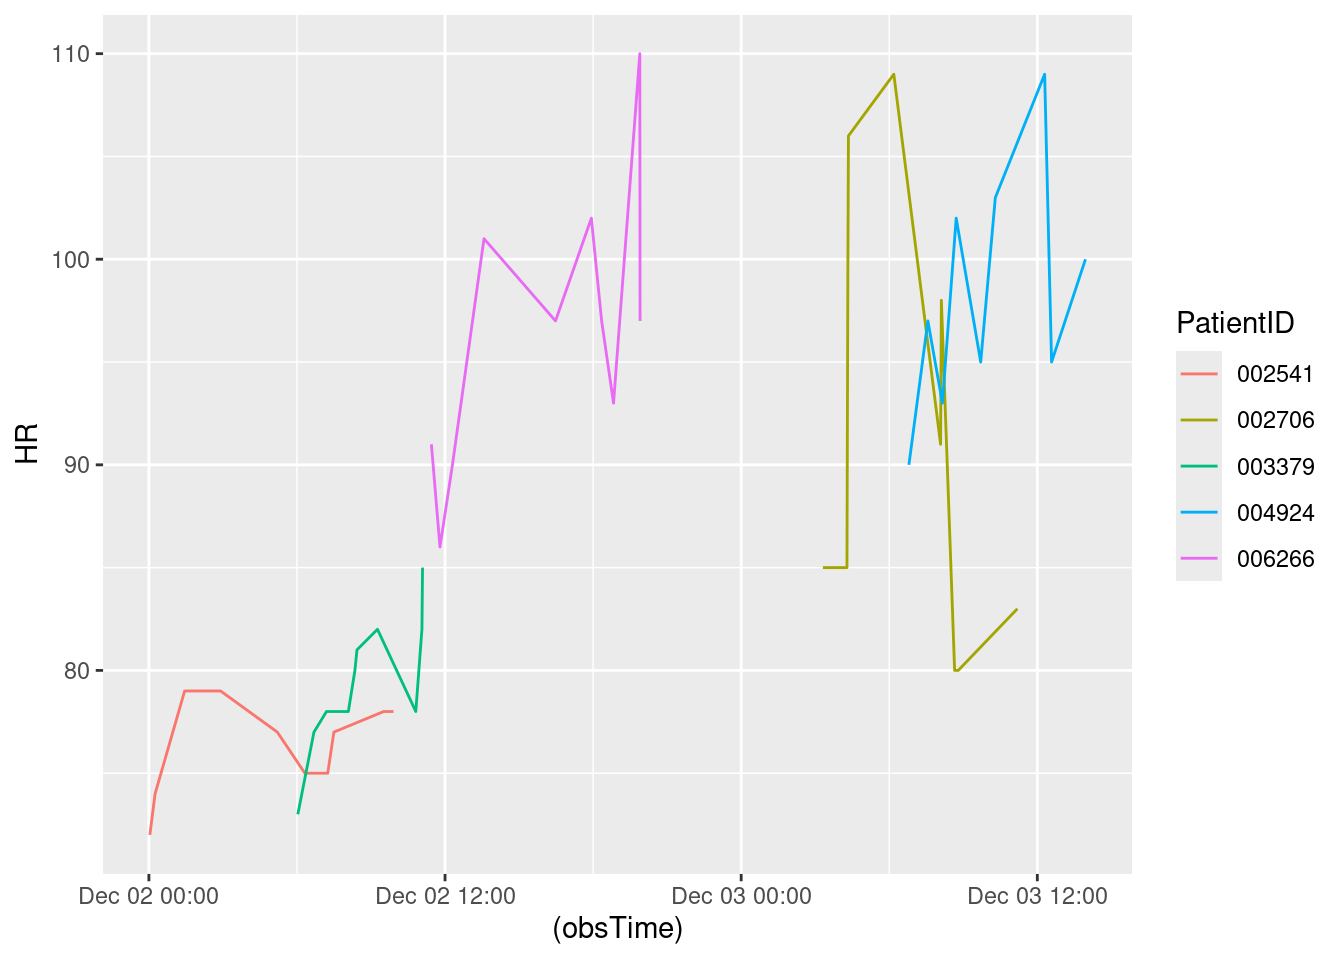 110
100
90
80
HR
Dec 02 00:00
Dec 02 12:00
Dec 03 00:00
Dec 03 12:00
(obsTime)
PatientID
002541
002706
003379
004924
006266